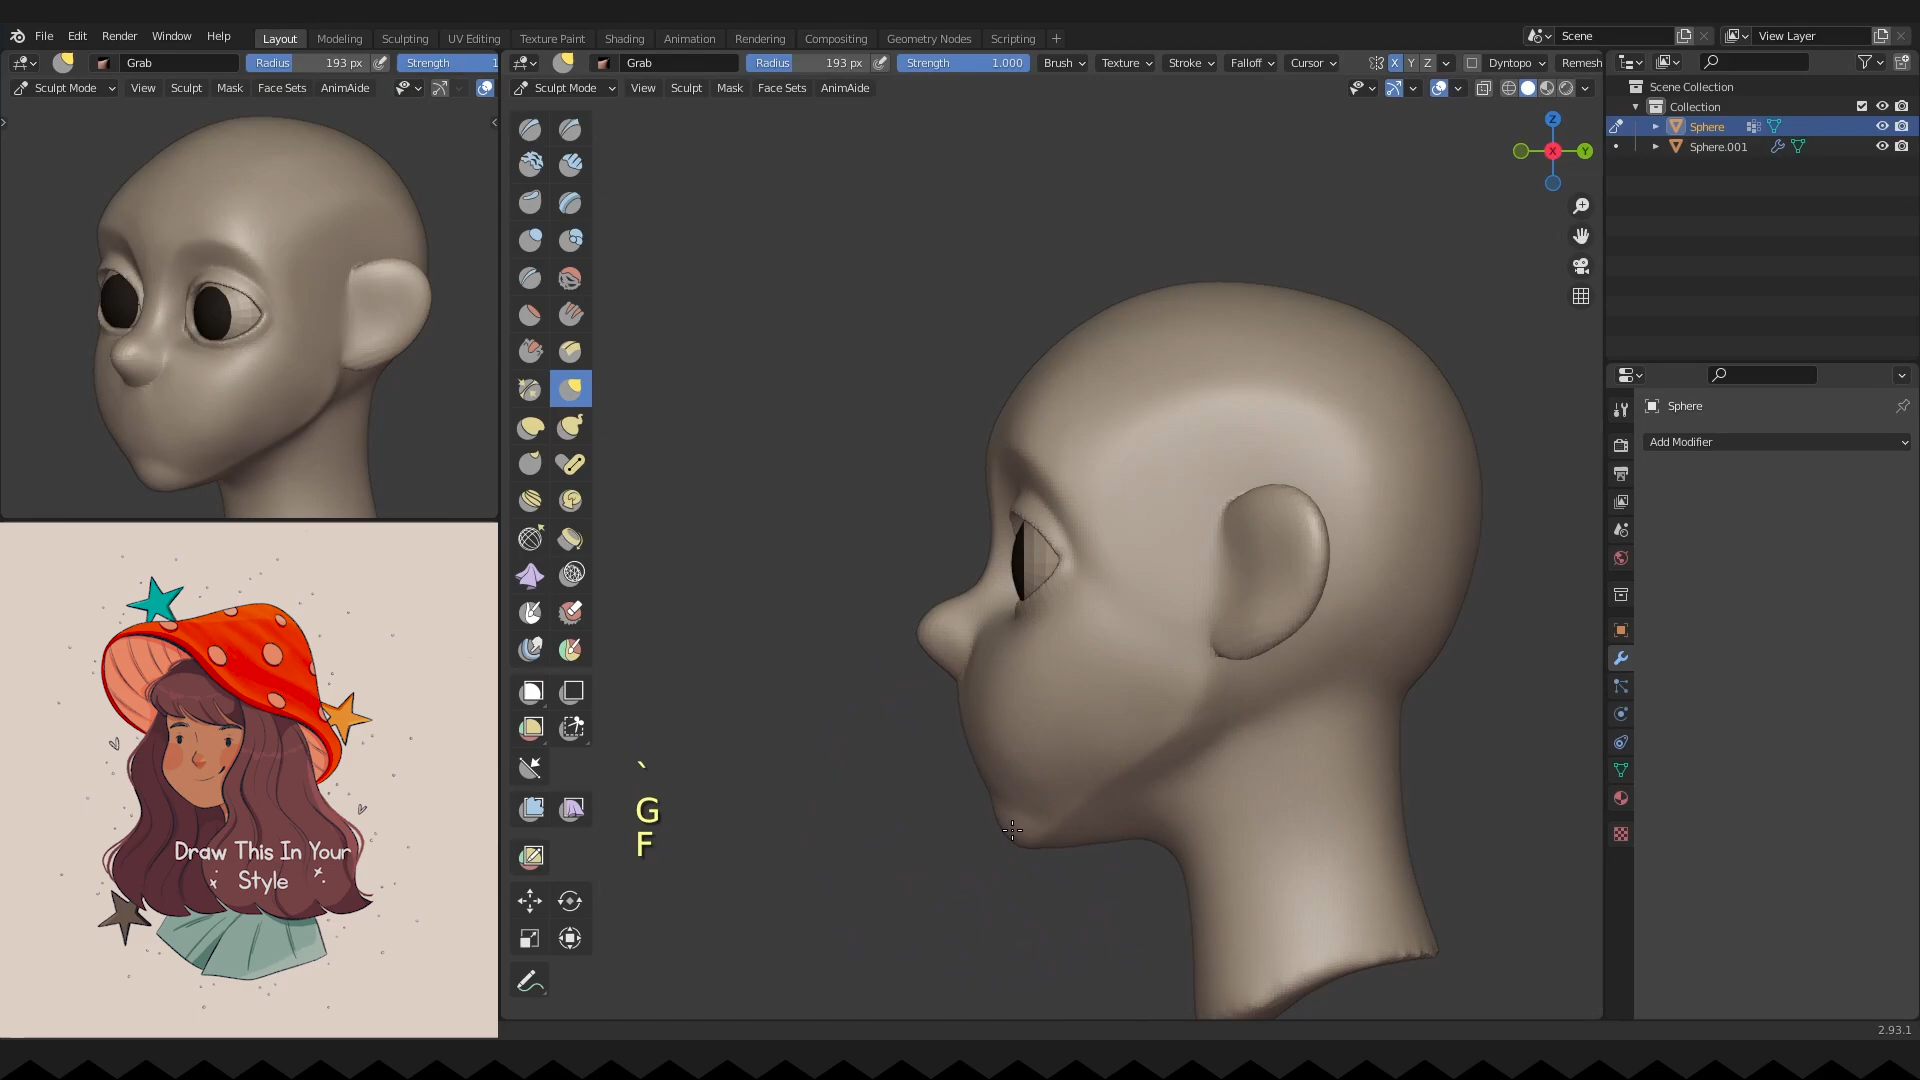 File Edit Render Window Help Layout Modeling Sculpting UV Editing Texture Paint Shading Animation Rendering Compositing Geometry Nodes Scripting + Scene View Layer
Grab Radius 193 px Strength 1
Grab Radius 193 px Strength 1.000 Brush Texture Stroke Falloff Cursor X Y Z Dyntopo Remesh
Sculpt Mode View Sculpt Mask Face Sets AnimAide
Sculpt Mode View Sculpt Mask Face Sets AnimAide
Scene Collection
Collection
Sphere
Sphere.001
Z
X
Y
Sphere
Add Modifier
`
G
F
Draw This In Your
Style
2.93.1